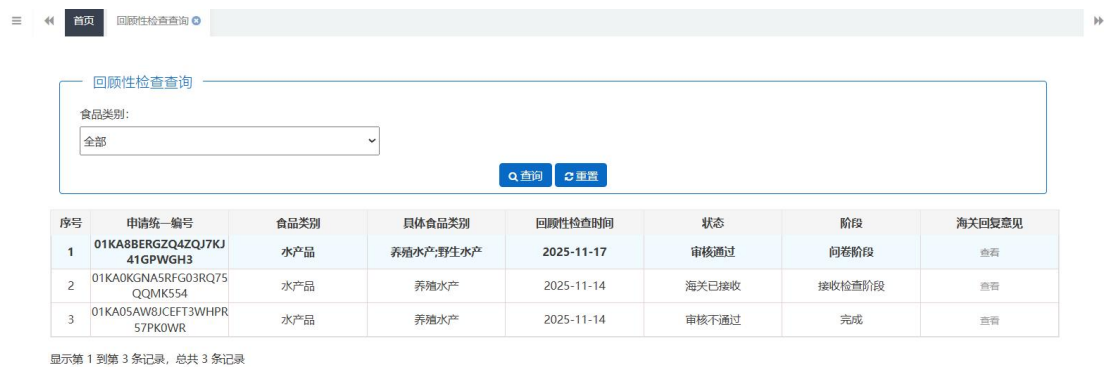 首页 回顾性检查查询
回顾性检查查询
食品类别:
全部
查询 重置
序号 申请统一编号 食品类别 具体食品类别 回顾性检查时间 状态 阶段 海关回复意见
1 01KA8BERGZQ4ZQJ7KJ41GPWGH3 水产品 养殖水产;野生水产 2025-11-17 审核通过 问卷阶段 查看
2 01KA0KGNA5RFG03RQ75QQMK554 水产品 养殖水产 2025-11-14 海关已接收 接收检查阶段 查看
3 01KA05AW8JCEFT3WHPR57PK0WR 水产品 养殖水产 2025-11-14 审核不通过 完成 查看
显示第 1 到第 3 条记录，总共 3 条记录